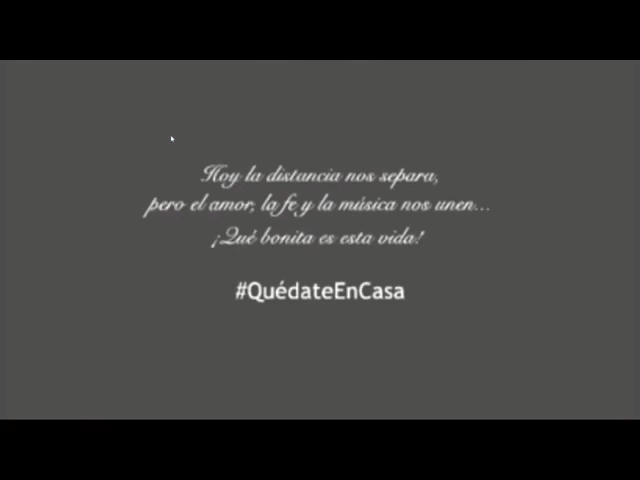 Hoy la distancia nos separa,
pero el amor, la fe y la música nos unen...
¡Qué bonita es esta vida!
#QuédateEnCasa